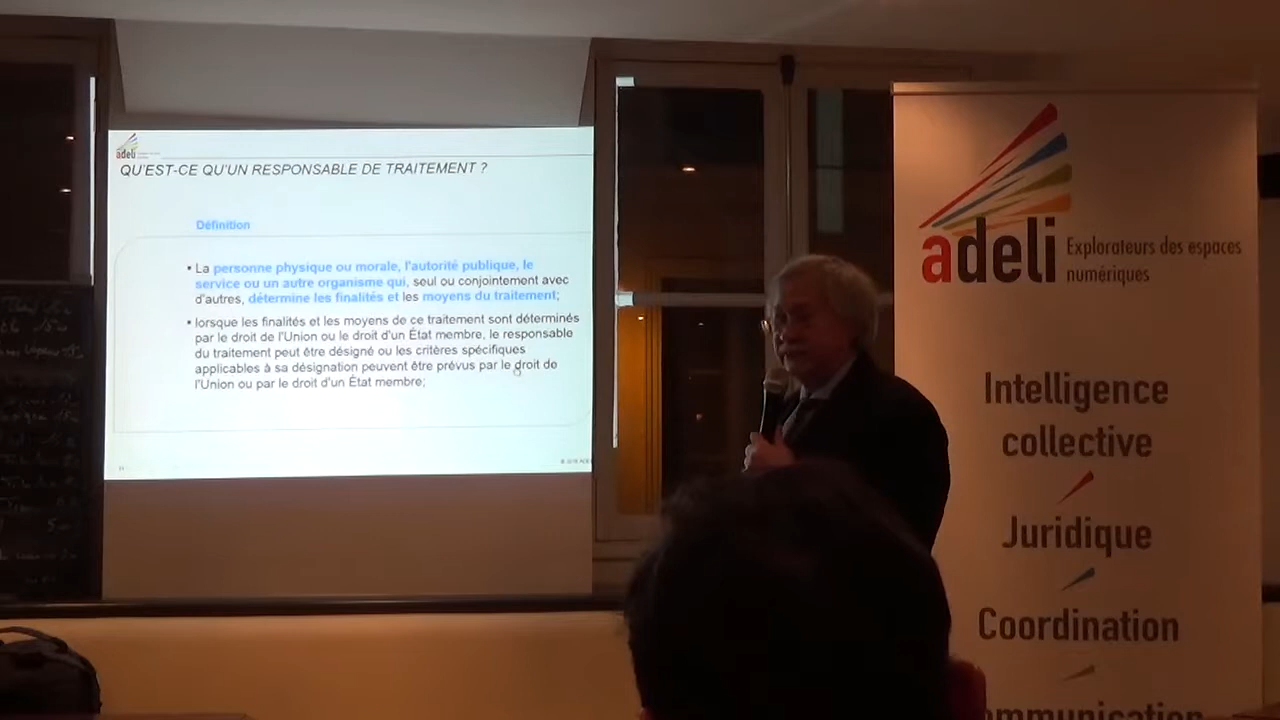 adeli
QU'EST-CE QU'UN RESPONSABLE DE TRAITEMENT ?
Définition
▪ La personne physique ou morale, l'autorité publique, le
service ou un autre organisme qui, seul ou conjointement avec
d'autres, détermine les finalités et les moyens du traitement;
▪ lorsque les finalités et les moyens de ce traitement sont déterminés
par le droit de l'Union ou le droit d'un État membre, le responsable
du traitement peut être désigné ou les critères spécifiques
applicables à sa désignation peuvent être prévus par le droit de
l'Union ou par le droit d'un État membre;
adeli
Explorateurs des espaces
numériques
Intelligence
collective
Juridique
Coordination
mmunication